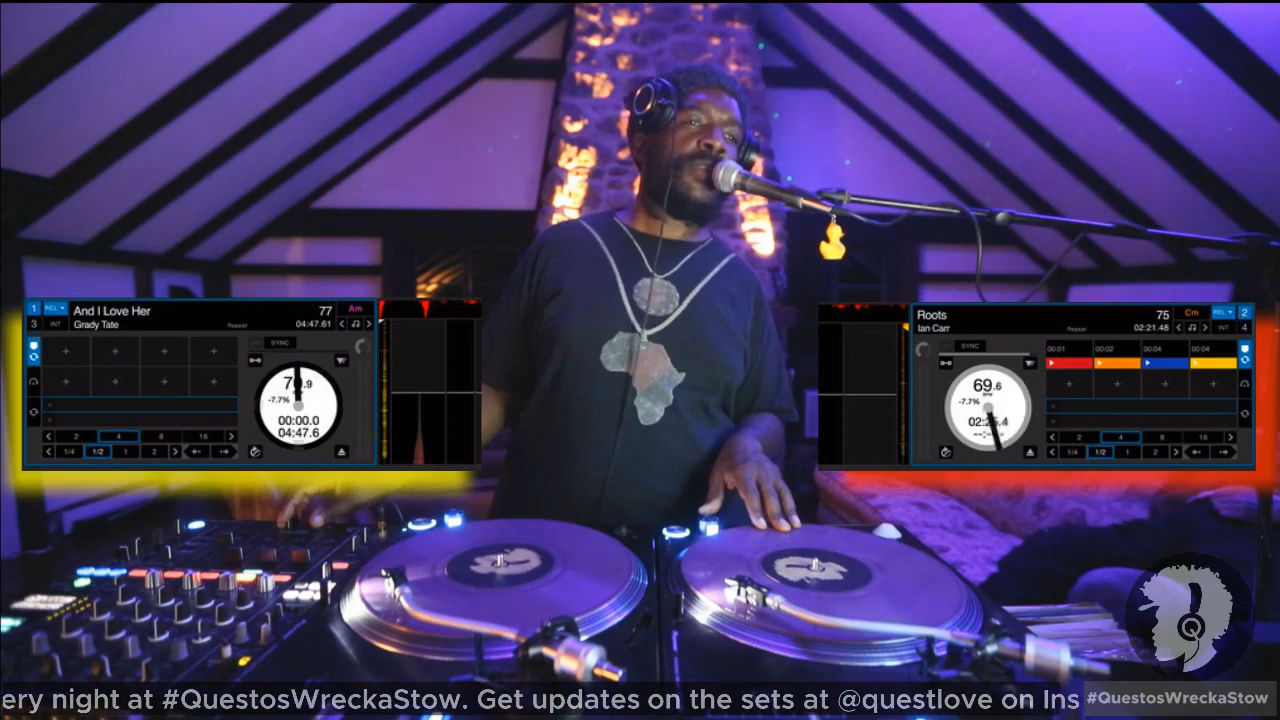 1 REL And I Love Her 77 Am
3 INT Grady Tate Repeat 04:47.61
SYNC
-7.7%
00:00.0
04:47.6
2 4 8 16
1/4 1/2 1 2
Roots 75 Cm REL 2
Ian Carr Repeat 02:21.48 INT 4
SYNC
00:01 00:02 00:04 00:04
69.6
-7.7%
2 4 8 16
1/4 1/2 1 2
ery night at #QuestosWreckaStow. Get updates on the sets at @questlove on Ins
#QuestosWreckaStow